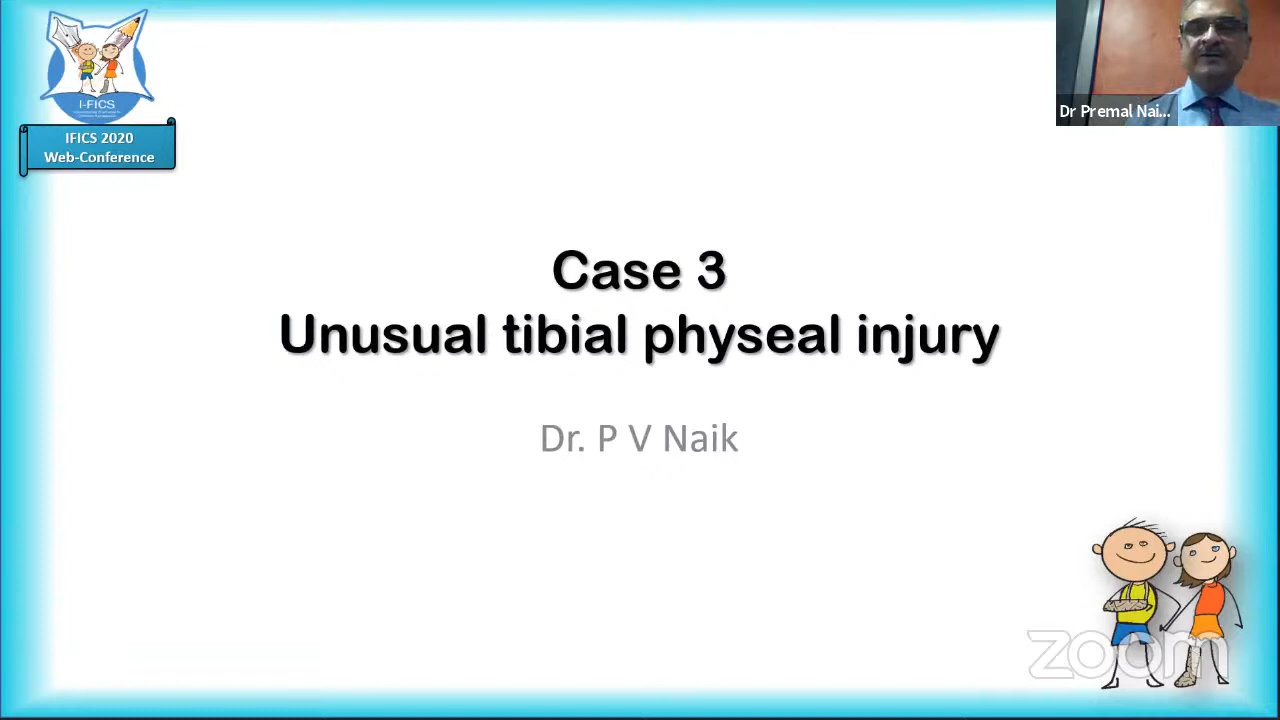 I-FICS
IFICS 2020
Web-Conference
Dr Premal Nai...
Case 3
Unusual tibial physeal injury
Dr. P V Naik
zoom